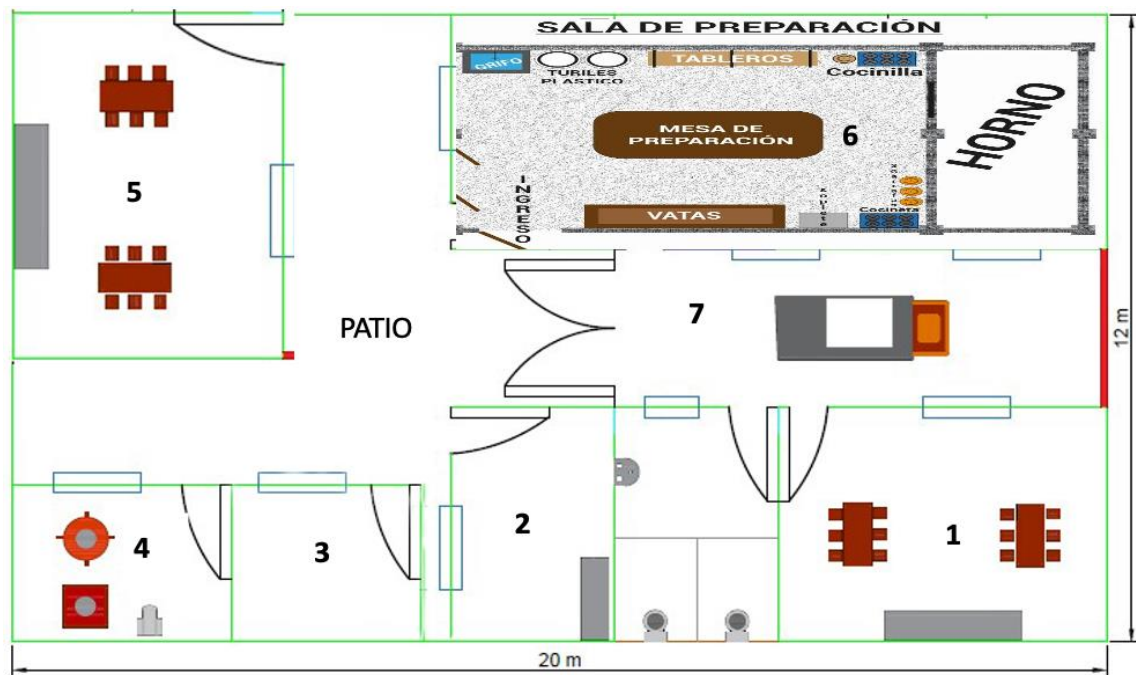 SALA DE PREPARACIÓN
GRIFO
TURILES
PLASTICO
TABLEROS
Cocinilla
MESA DE
PREPARACIÓN
6
HORNO
INGRESO
VATAS
Cocineta
5
PATIO
7
12 m
4
3
2
1
20 m